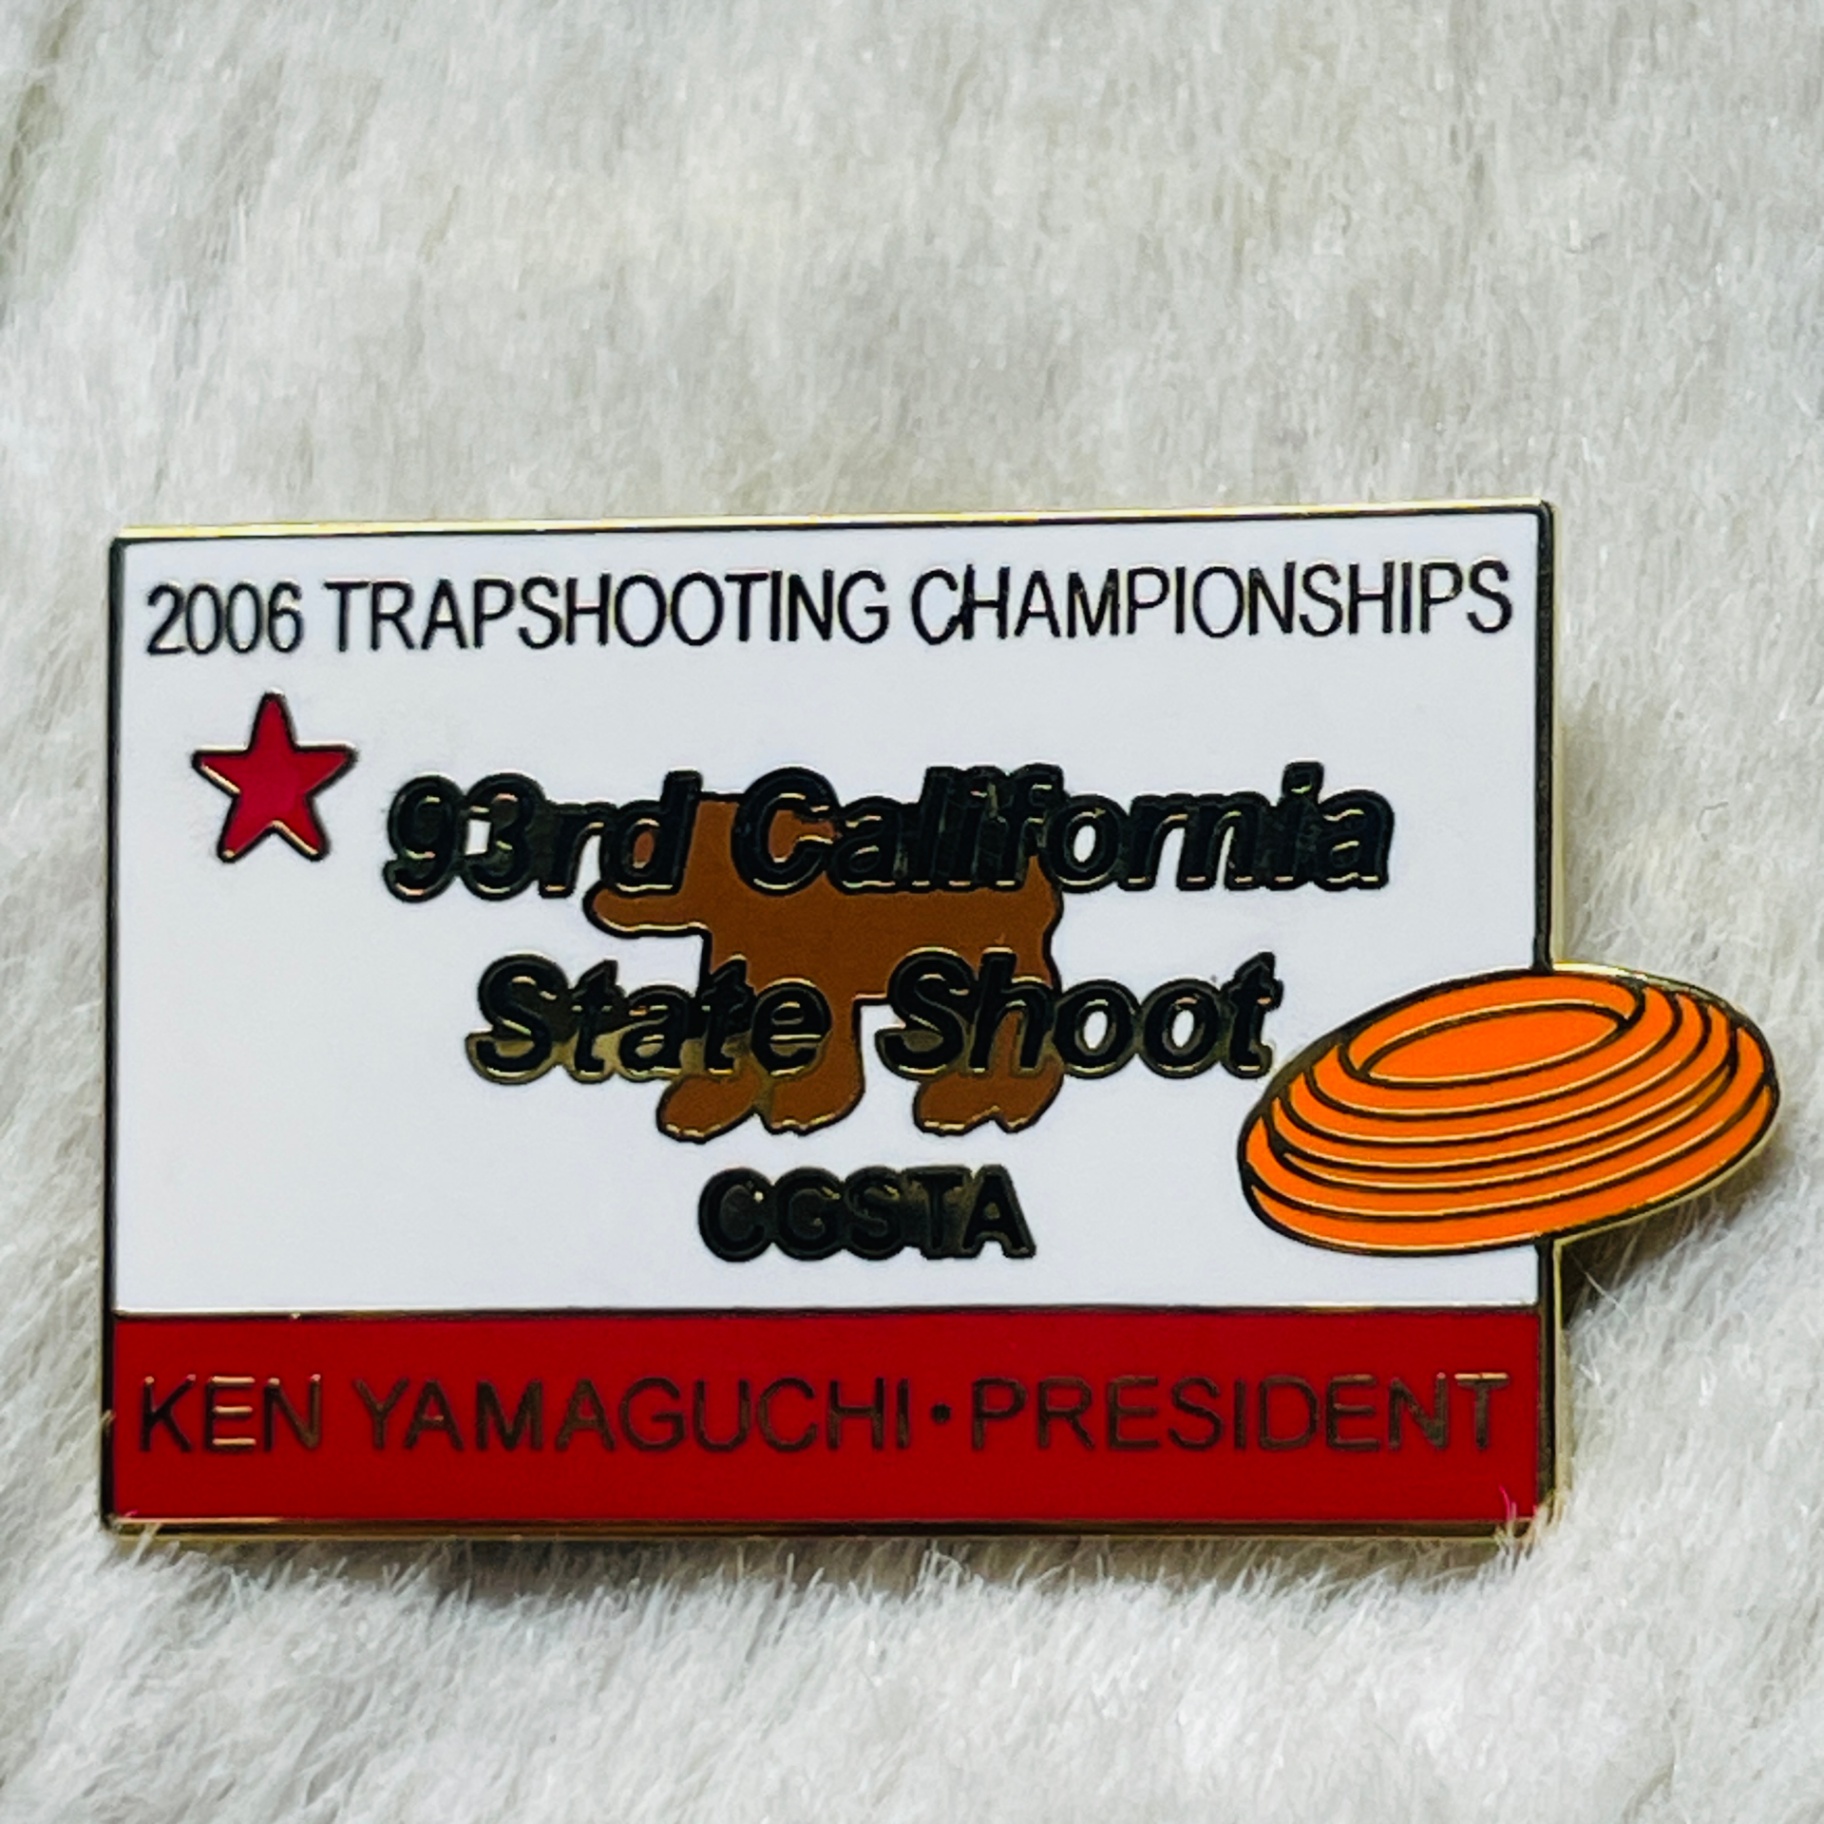 2006 TRAPSHOOTING CHAMPIONSHIPS
93rd California
State Shoot
CGSTA
KEN YAMAGUCHI • PRESIDENT